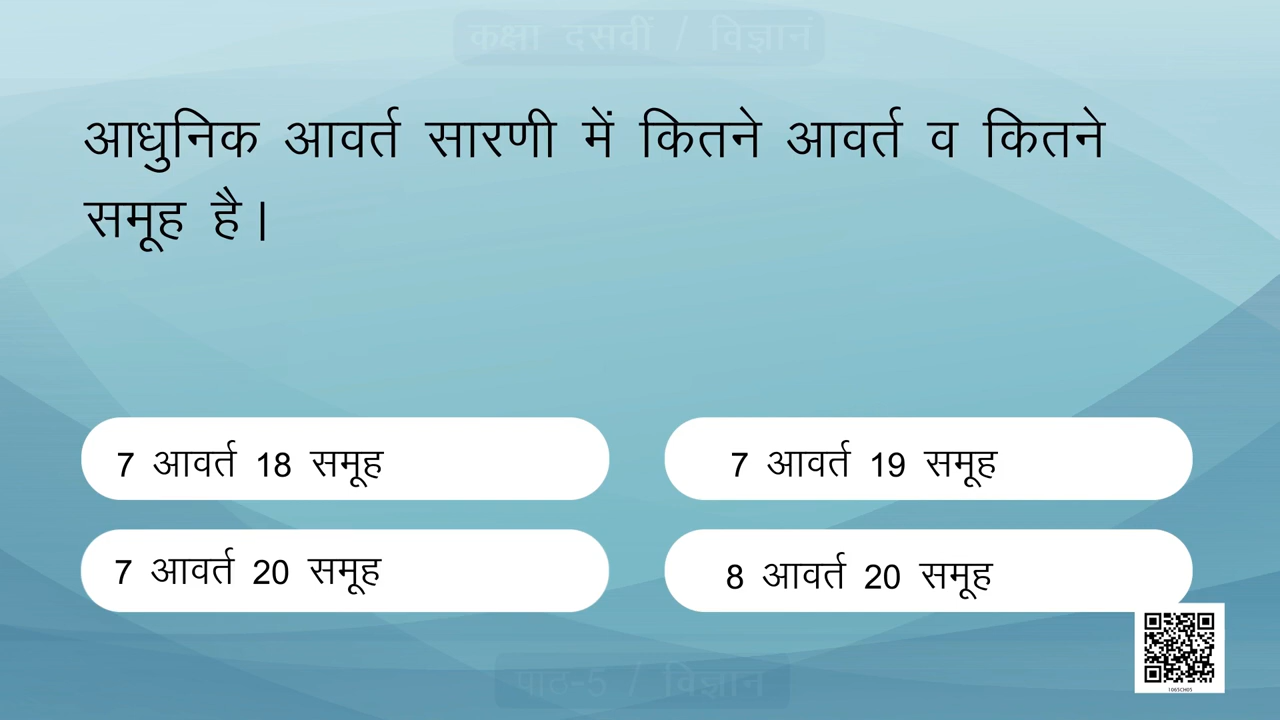 कक्षा दसवीं / विज्ञान
आधुनिक आवर्त सारणी में कितने आवर्त व कितने
समूह है।
7 आवर्त 18 समूह
7 आवर्त 19 समूह
7 आवर्त 20 समूह
8 आवर्त 20 समूह
1065CH05
पाठ-5 / विज्ञान